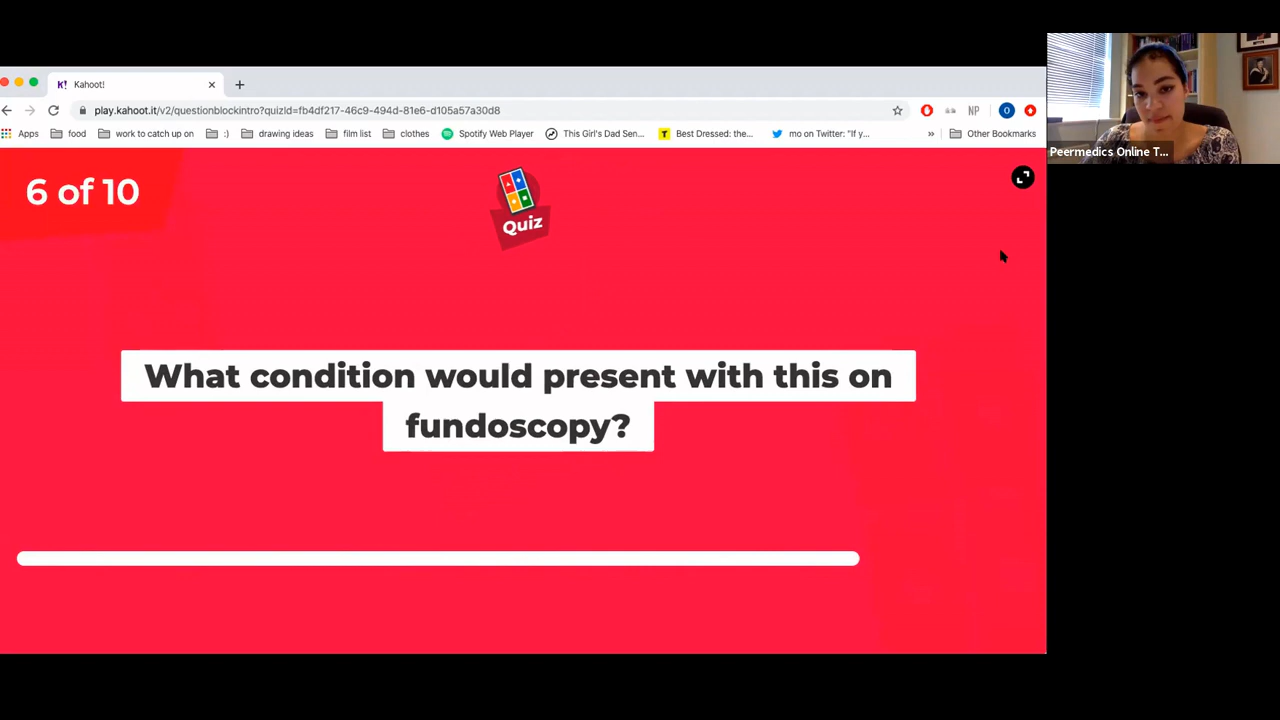 K! Kahoot!
play.kahoot.it/v2/questionblockintro?quizId=fb4df217-46c9-494d-81e6-d105a57a30d8
NP
O
Apps food work to catch up on :) drawing ideas film list clothes Spotify Web Player This Girl's Dad Sen... T Best Dressed: the... mo on Twitter: "If y... » Other Bookmarks
Peermedics Online T...
6 of 10
Quiz
What condition would present with this on
fundoscopy?